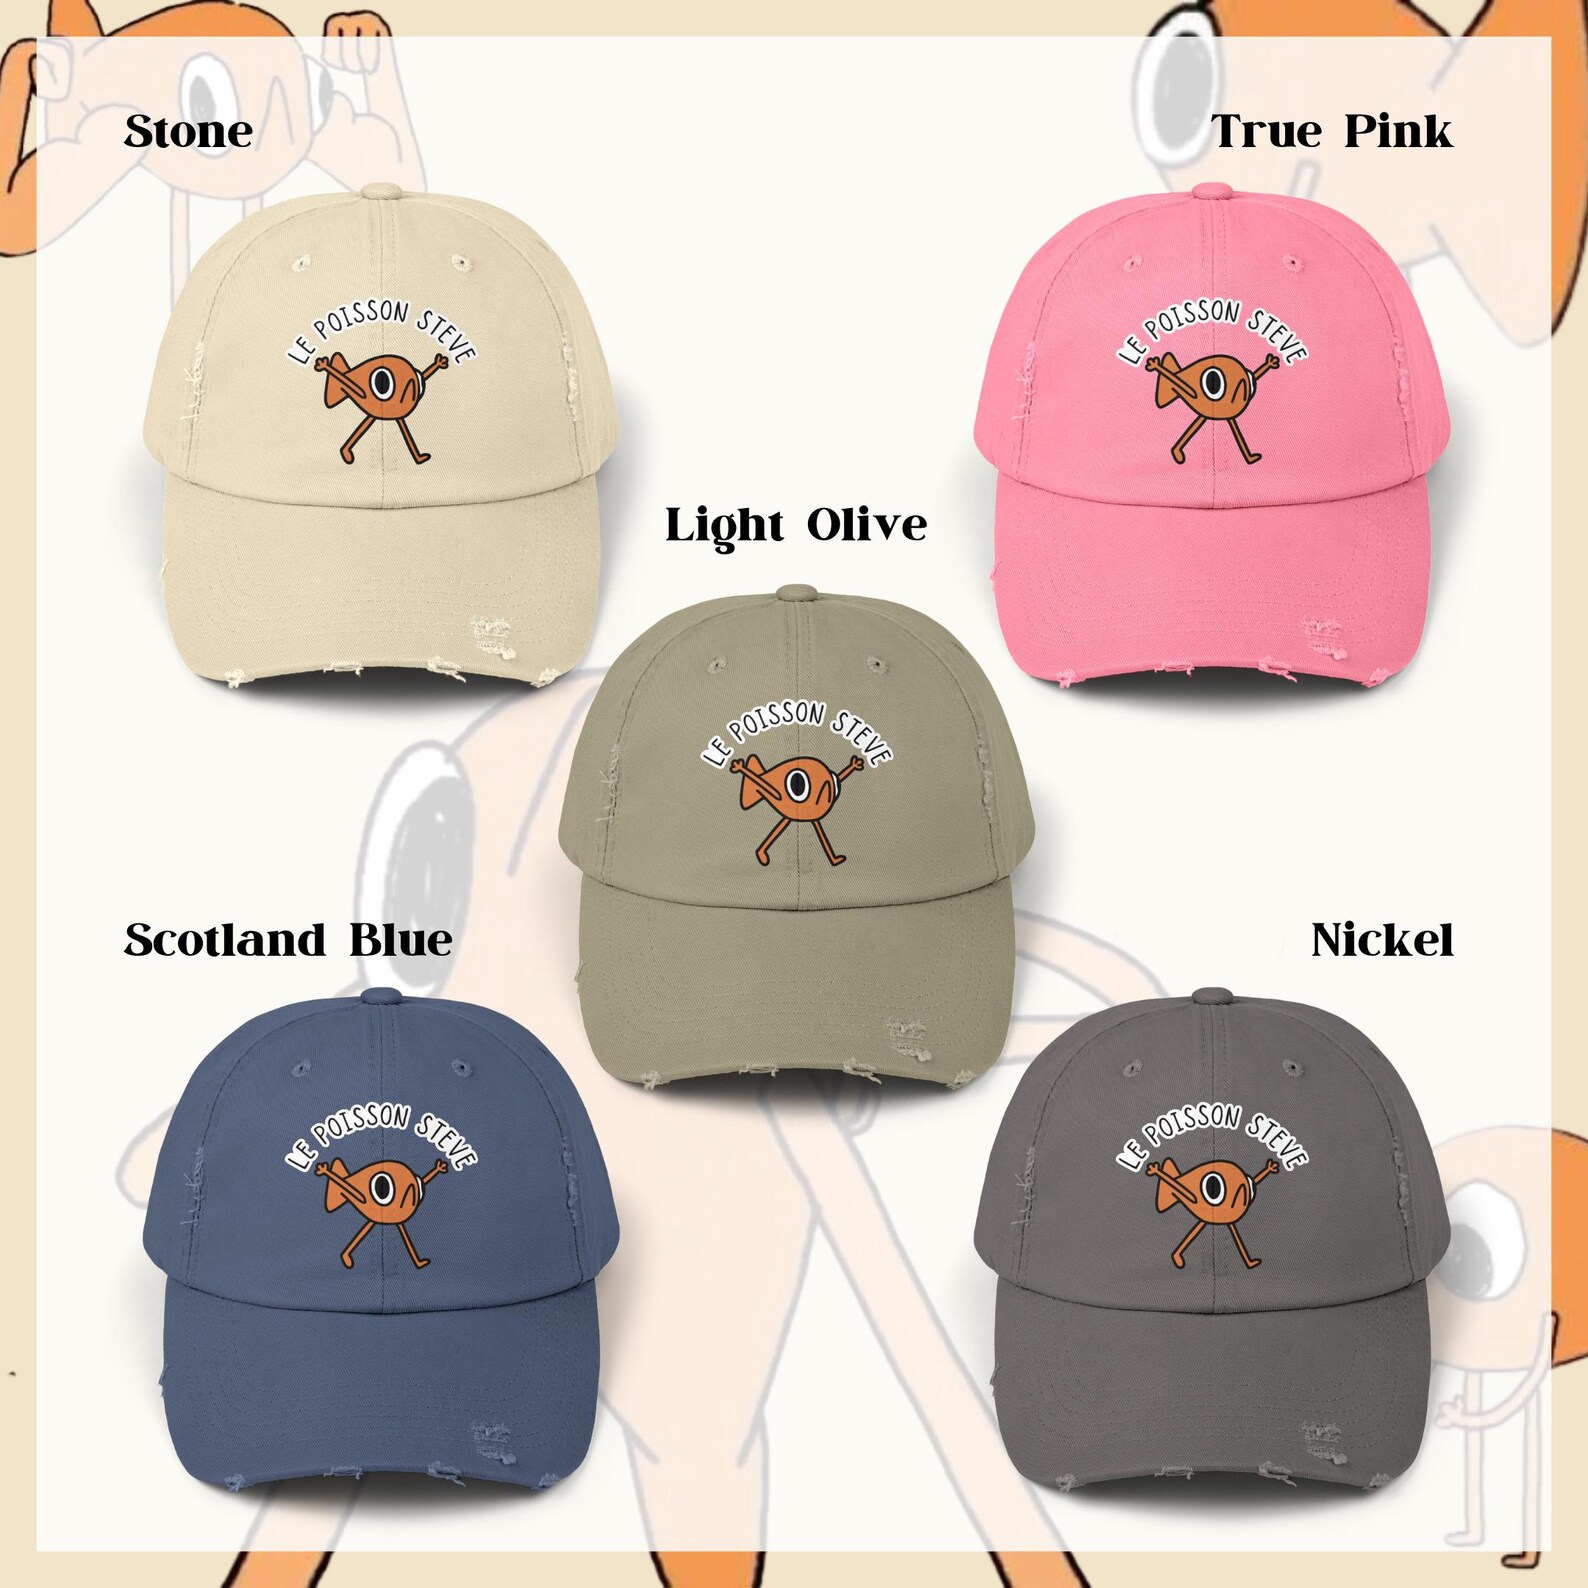 Stone
True Pink
LE POISSON STEVE
LE POISSON STEVE
Light Olive
LE POISSON STEVE
Scotland Blue
Nickel
LE POISSON STEVE
LE POISSON STEVE